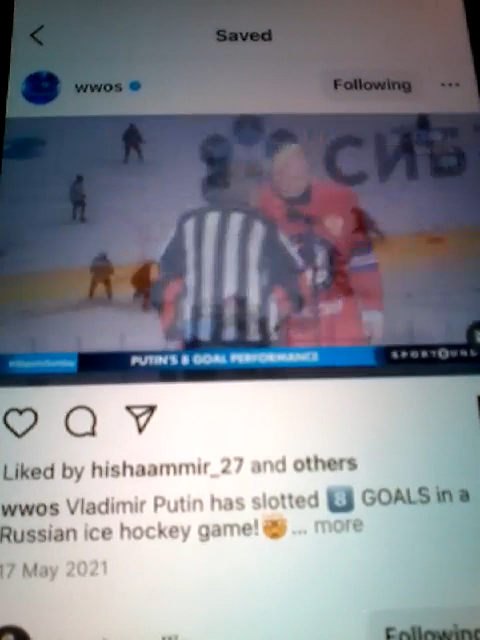 Saved
wwos
Following
СИБ
PUTIN'S 8 GOAL PERFORMANCE
Liked by hishaammir_27 and others
wwos Vladimir Putin has slotted 8️⃣ GOALS in a
Russian ice hockey game!🤯... more
17 May 2021
Following